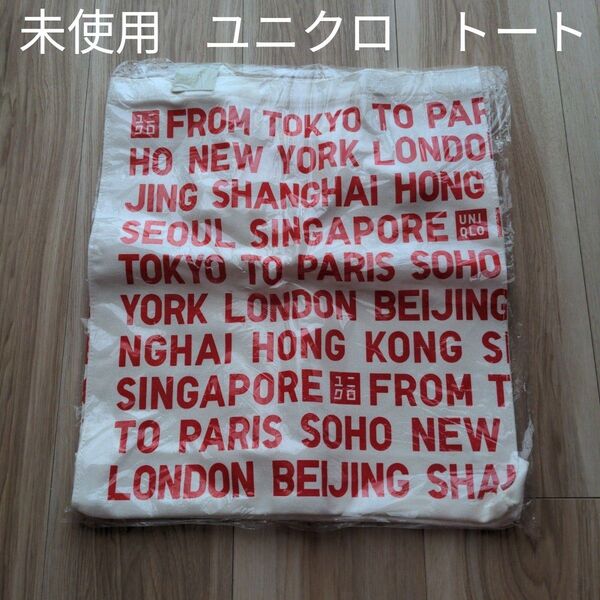 未使用　ユニクロ　トート
ユニ クロ FROM TOKYO TO PAR
HO NEW YORK LONDO
JING SHANGHAI HONG
SEOUL SINGAPORE UNI QLO
TOKYO TO PARIS SOHO
YORK LONDON BEIJING
NGHAI HONG KONG S
SINGAPORE ユニ クロ FROM T
TO PARIS SOHO NEW
LONDON BEIJING SHA